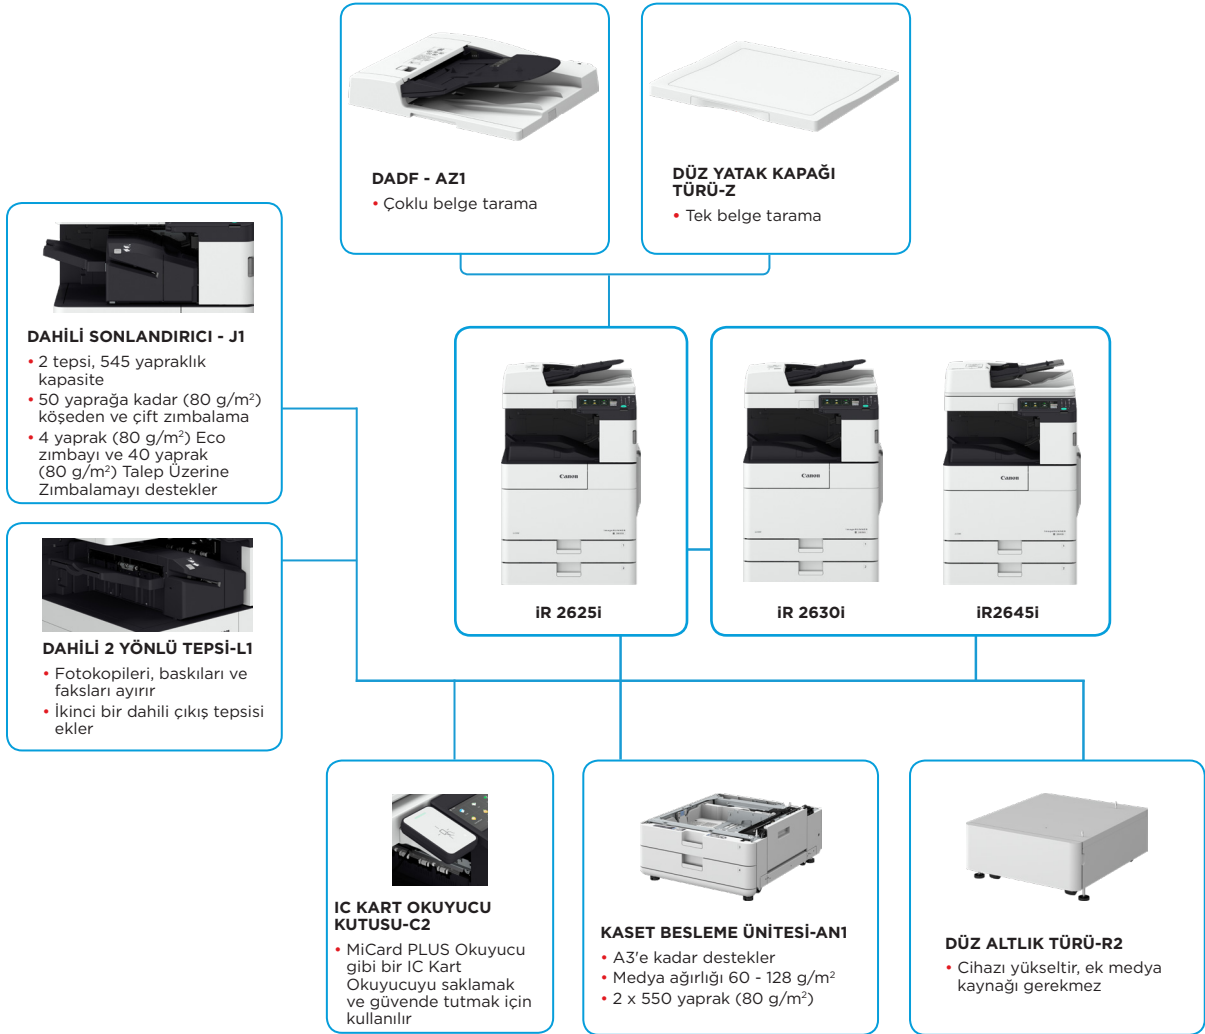 DADF - AZ1
• Çoklu belge tarama
DÜZ YATAK KAPAĞI
TÜRÜ-Z
• Tek belge tarama
DAHİLİ SONLANDIRICI - J1
• 2 tepsi, 545 yapraklık
kapasite
• 50 yaprağa kadar (80 g/m²)
köşeden ve çift zımbalama
• 4 yaprak (80 g/m²) Eco
zımbayı ve 40 yaprak
(80 g/m²) Talep Üzerine
Zımbalamayı destekler
DAHİLİ 2 YÖNLÜ TEPSİ-L1
• Fotokopileri, baskıları ve
faksları ayırır
• İkinci bir dahili çıkış tepsisi
ekler
Canon
Canon
Canon
iR 2625i
iR 2630i
iR2645i
IC KART OKUYUCU
KUTUSU-C2
• MiCard PLUS Okuyucu
gibi bir IC Kart
Okuyucuyu saklamak
ve güvende tutmak için
kullanılır
KASET BESLEME ÜNİTESİ-AN1
• A3'e kadar destekler
• Medya ağırlığı 60 - 128 g/m²
• 2 x 550 yaprak (80 g/m²)
DÜZ ALTLIK TÜRÜ-R2
• Cihazı yükseltir, ek medya
kaynağı gerekmez